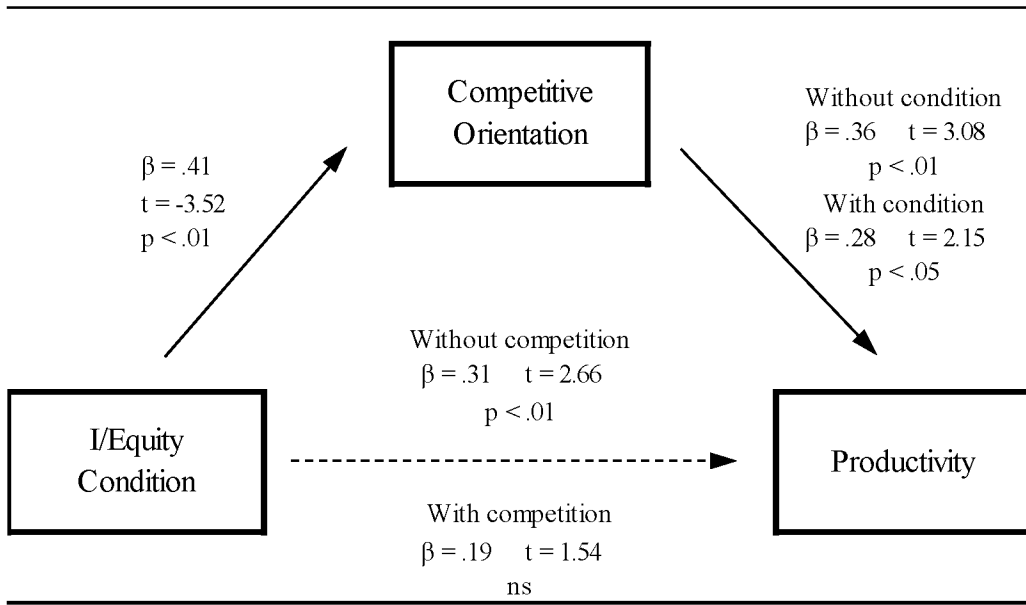 Competitive
Orientation
Without condition
β = .36 t = 3.08
p < .01
With condition
β = .28 t = 2.15
p < .05
β = .41
t = -3.52
p < .01
Without competition
β = .31 t = 2.66
p < .01
I/Equity
Condition
Productivity
With competition
β = .19 t = 1.54
ns